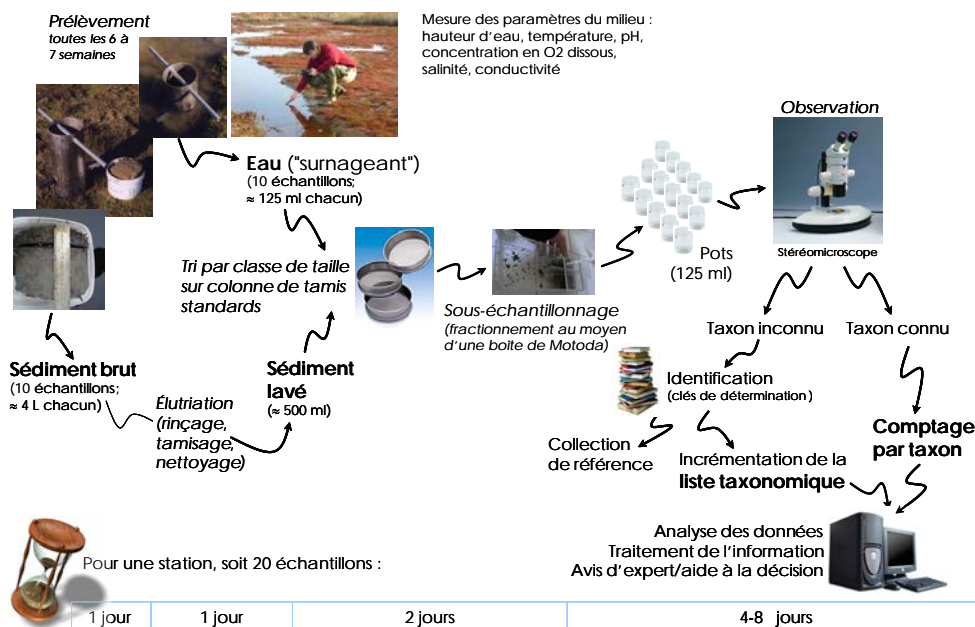 Prélèvement
toutes les 6 à
7 semaines
Mesure des paramètres du milieu :
hauteur d'eau, température, pH,
concentration en O2 dissous,
salinité, conductivité
Observation
Eau ("surnageant")
(10 échantillons;
≈ 125 ml chacun)
Pots
(125 ml)
Stéréomicroscope
Tri par classe de taille
sur colonne de tamis
standards
Sous-échantillonnage
(fractionnement au moyen
d'une boîte de Motoda)
Taxon inconnu
Taxon connu
Sédiment brut
(10 échantillons;
≈ 4 L chacun)
Élutriation
(rinçage,
tamisage,
nettoyage)
Sédiment
lavé
(≈ 500 ml)
Identification
(clés de détermination)
Collection
de référence
Incrémentation de la
liste taxonomique
Comptage
par taxon
Analyse des données
Traitement de l'information
Avis d'expert/aide à la décision
Pour une station, soit 20 échantillons :
1 jour
1 jour
2 jours
4-8 jours